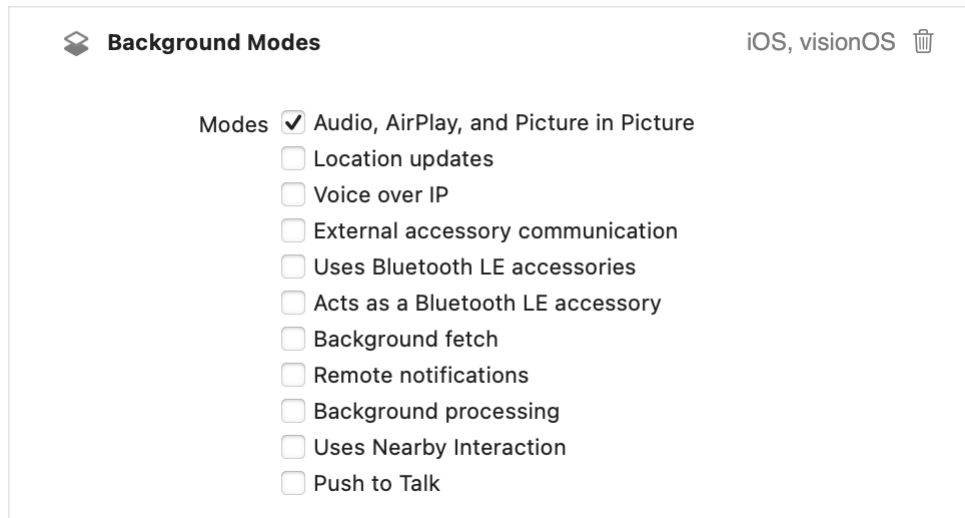 Background Modes iOS, visionOS
Modes Audio, AirPlay, and Picture in Picture
Location updates
Voice over IP
External accessory communication
Uses Bluetooth LE accessories
Acts as a Bluetooth LE accessory
Background fetch
Remote notifications
Background processing
Uses Nearby Interaction
Push to Talk